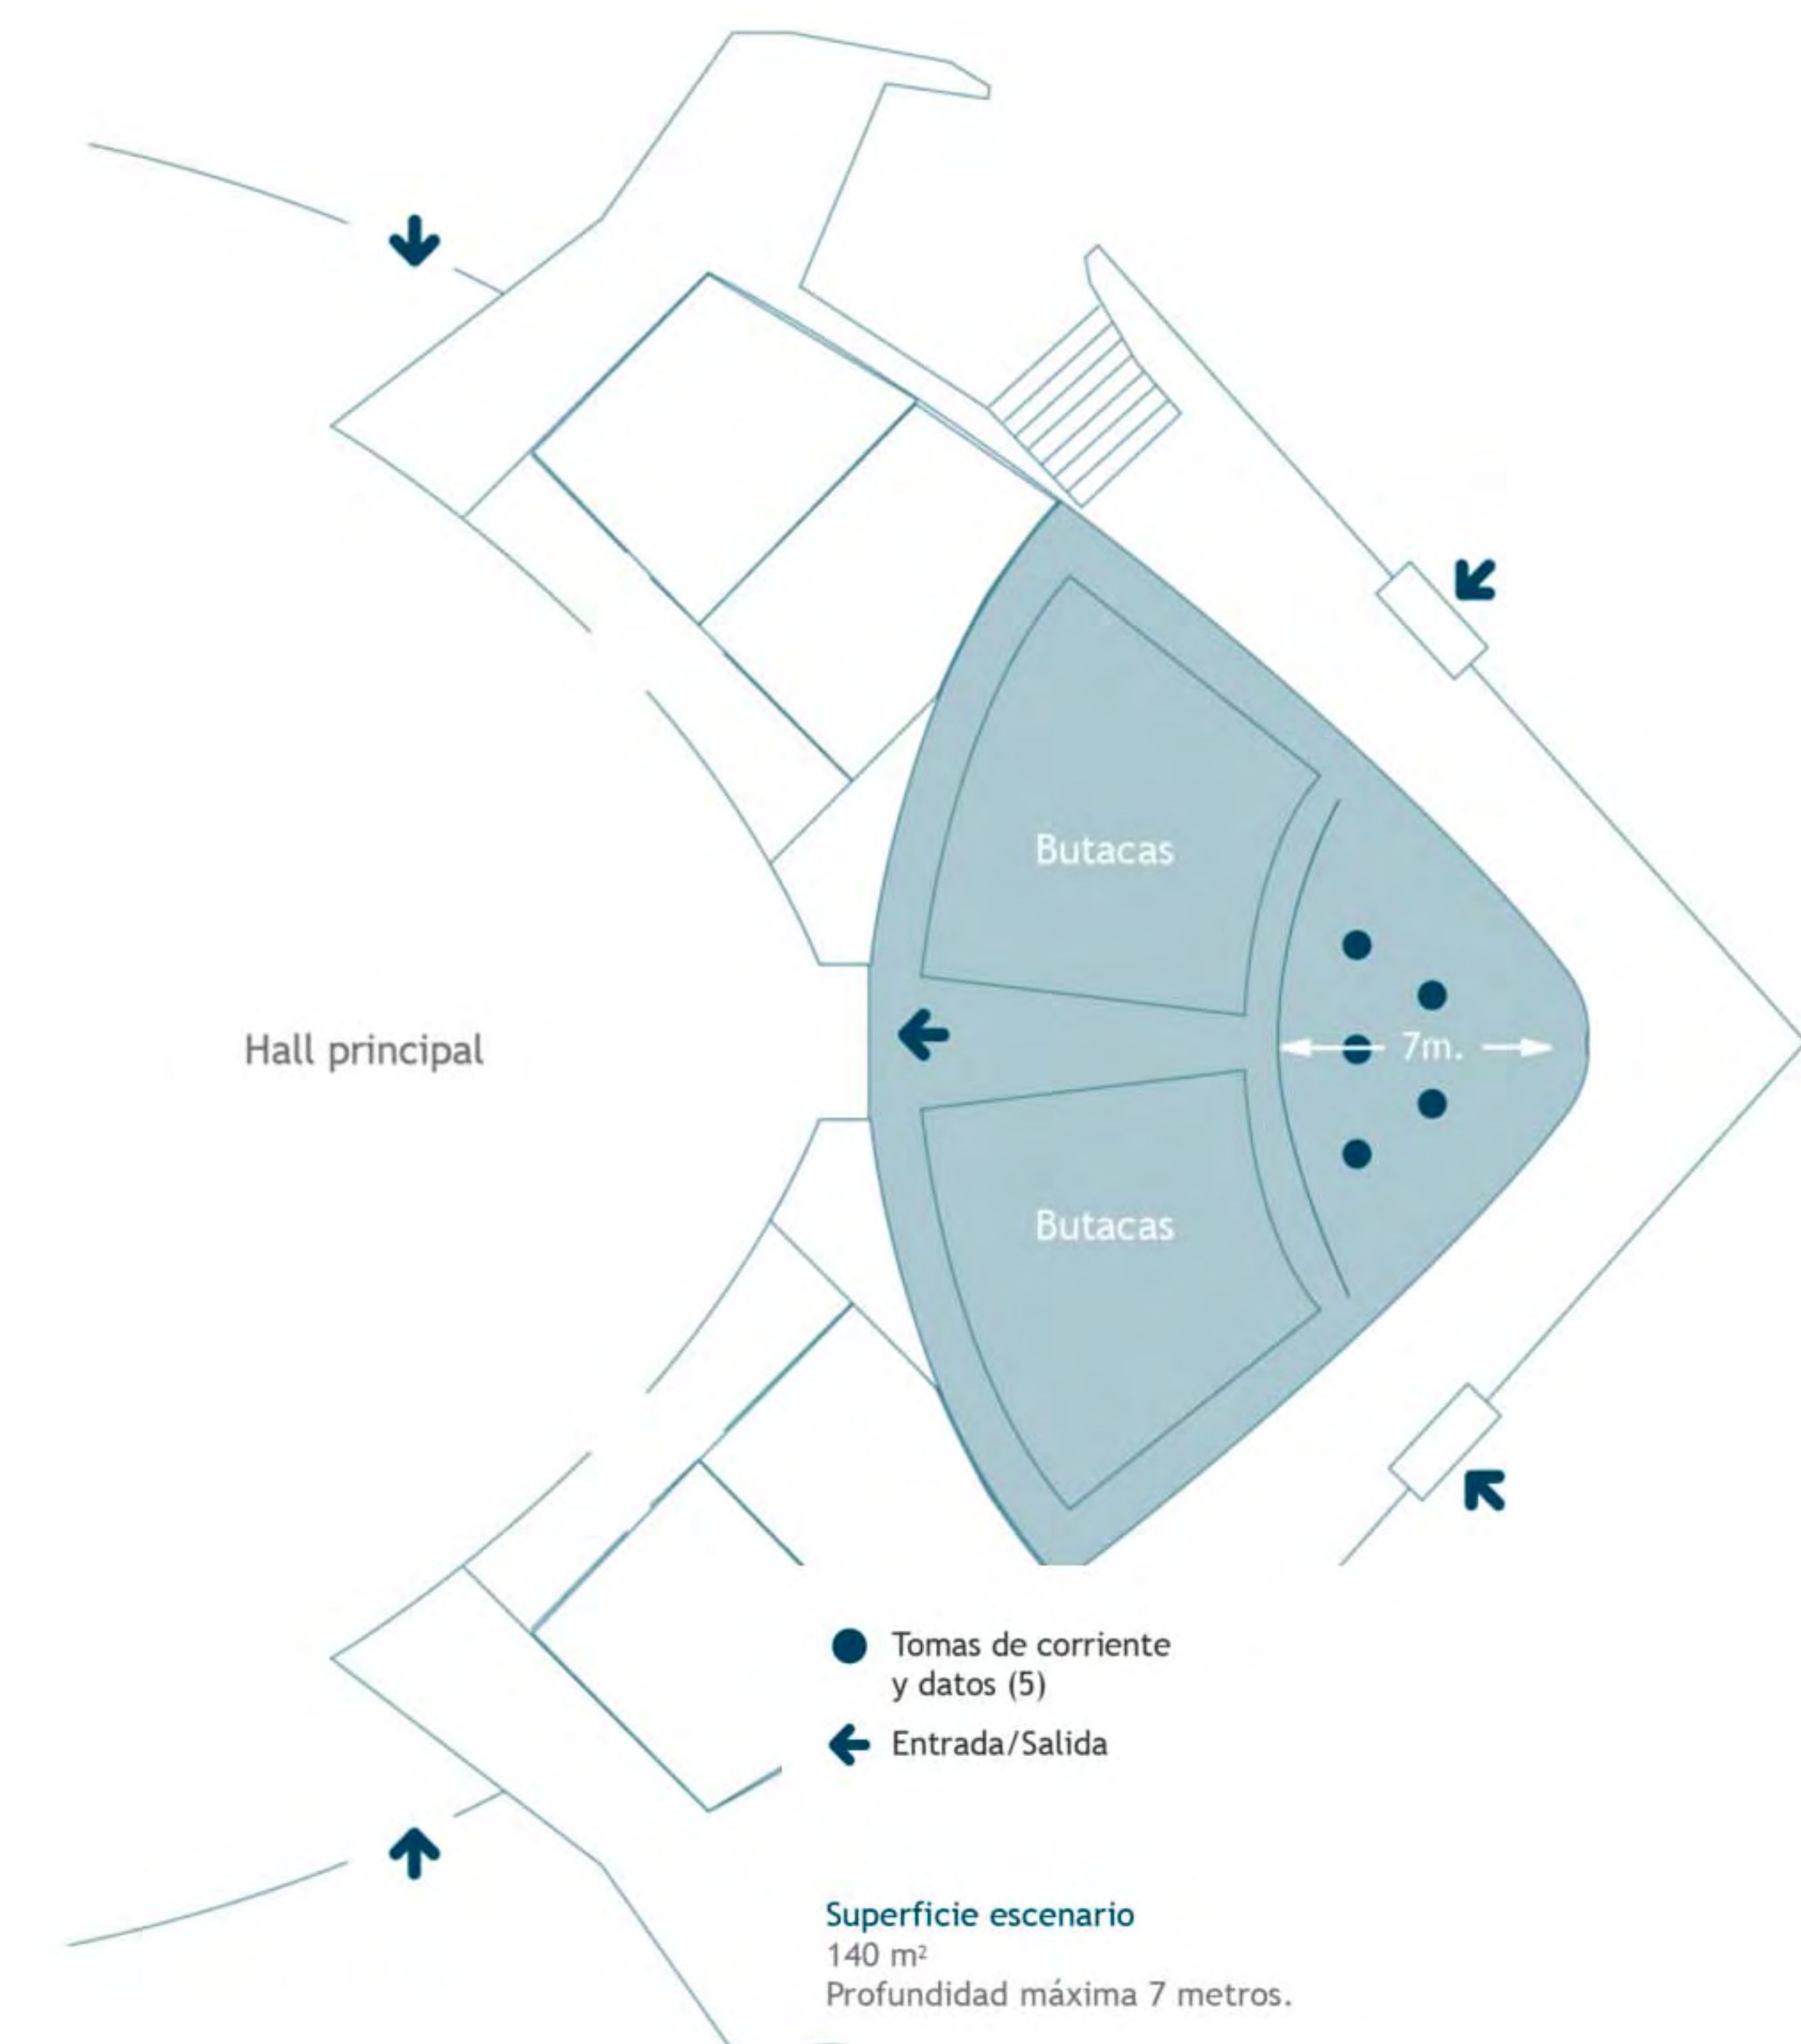 Butacas
Hall principal
7m.
Butacas
Tomas de corriente
y datos (5)
Entrada/Salida
Superficie escenario
140 m²
Profundidad máxima 7 metros.